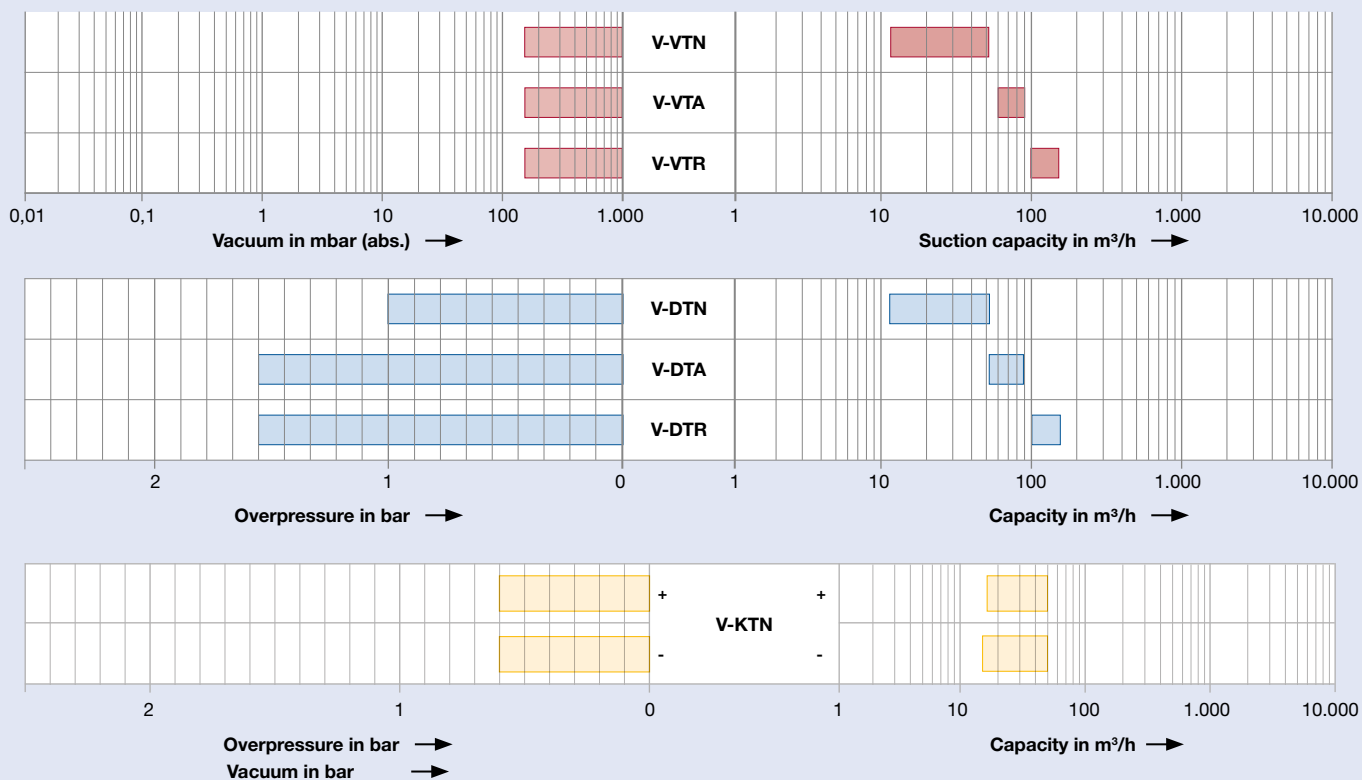 V-VTN
V-VTA
V-VTR
0,01 0,1 1 10 100 1.000 1 10 100 1.000 10.000
Vacuum in mbar (abs.) Suction capacity in m³/h
V-DTN
V-DTA
V-DTR
2 1 0 1 10 100 1.000 10.000
Overpressure in bar Capacity in m³/h
+ +
V-KTN
- -
2 1 0 1 10 100 1.000 10.000
Overpressure in bar Capacity in m³/h
Vacuum in bar